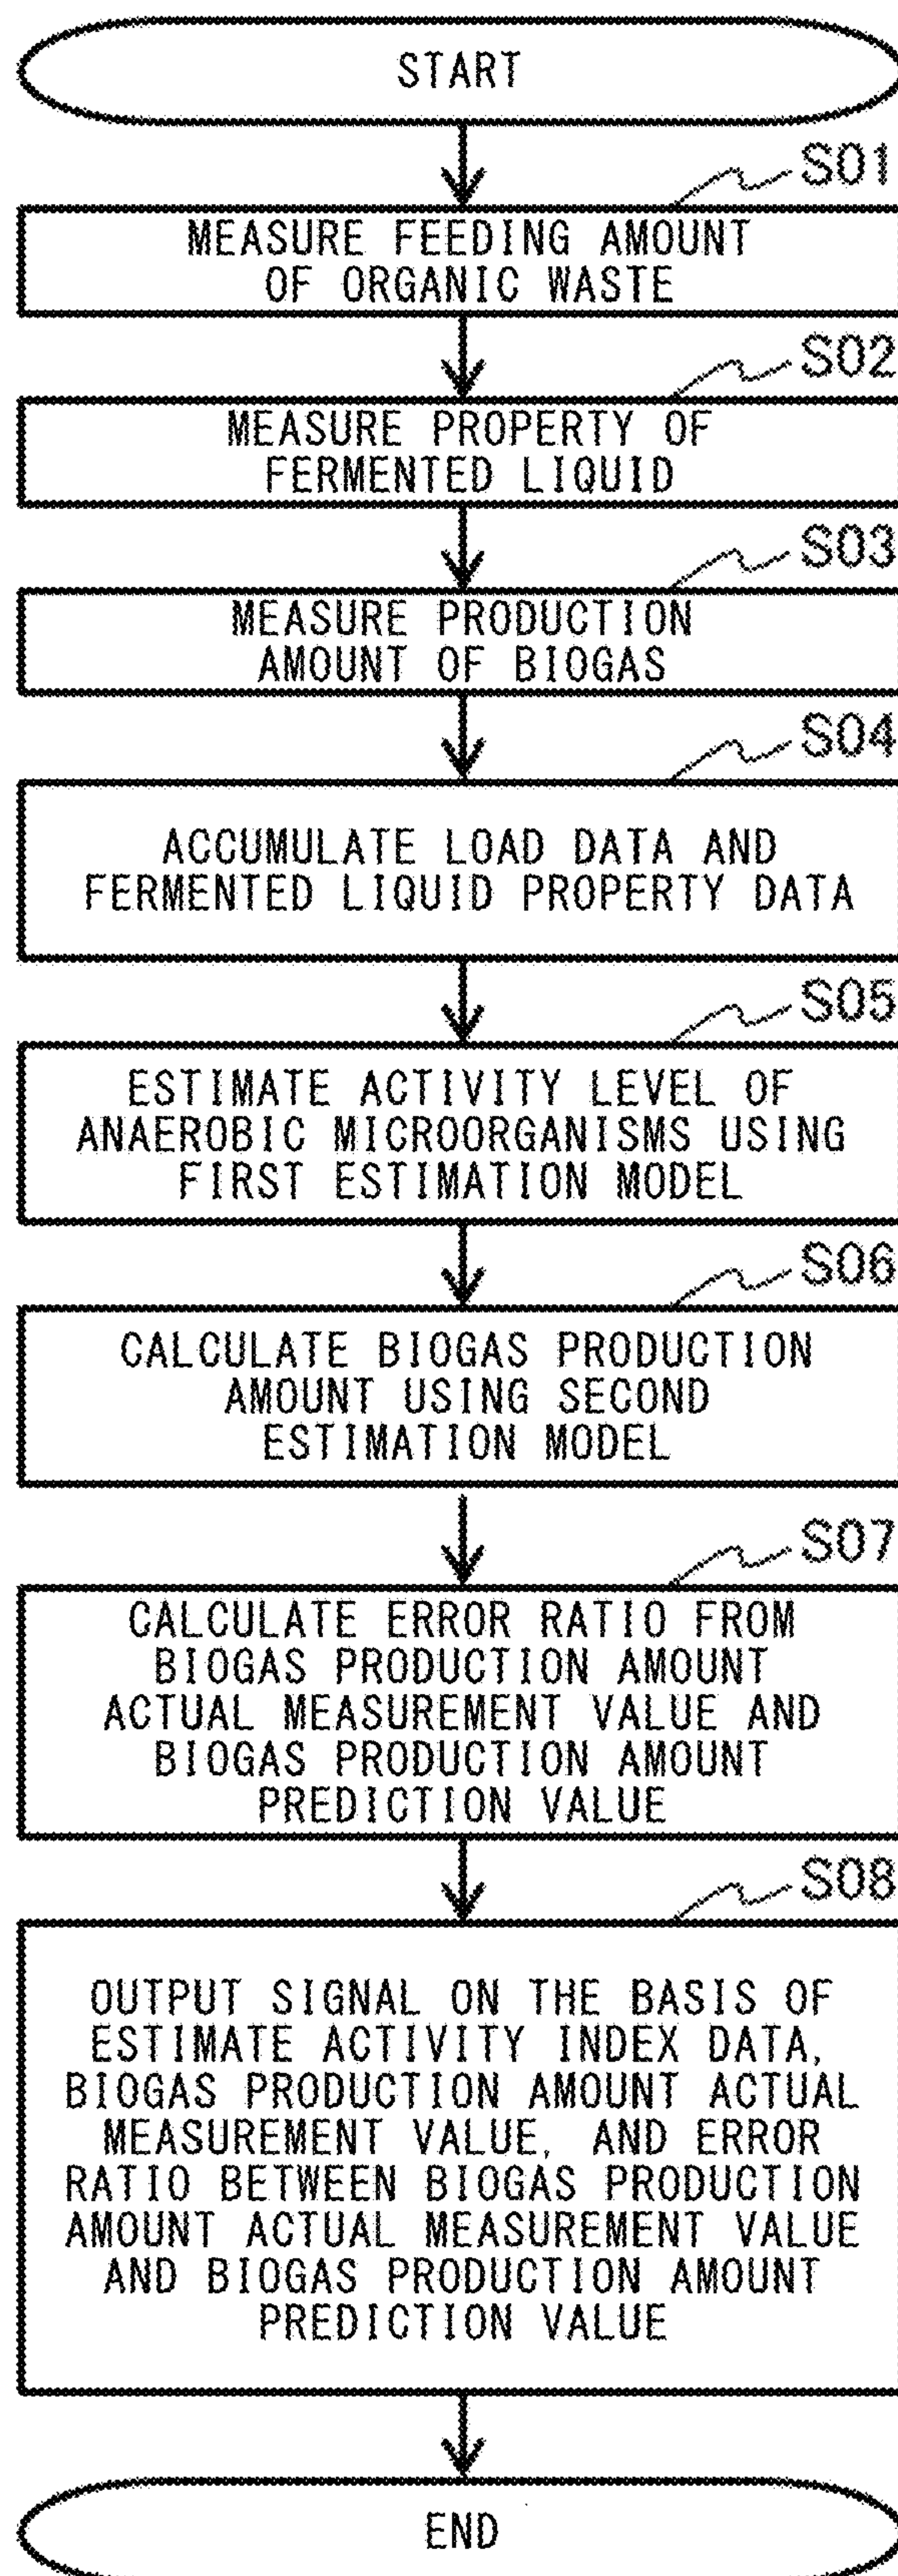 START
S01
MEASURE FEEDING AMOUNT
OF ORGANIC WASTE
S02
MEASURE PROPERTY OF
FERMENTED LIQUID
S03
MEASURE PRODUCTION
AMOUNT OF BIOGAS
S04
ACCUMULATE LOAD DATA AND
FERMENTED LIQUID PROPERTY DATA
S05
ESTIMATE ACTIVITY LEVEL OF
ANAEROBIC MICROORGANISMS USING
FIRST ESTIMATION MODEL
S06
CALCULATE BIOGAS PRODUCTION
AMOUNT USING SECOND
ESTIMATION MODEL
S07
CALCULATE ERROR RATIO FROM
BIOGAS PRODUCTION AMOUNT
ACTUAL MEASUREMENT VALUE AND
BIOGAS PRODUCTION AMOUNT
PREDICTION VALUE
S08
OUTPUT SIGNAL ON THE BASIS OF
ESTIMATE ACTIVITY INDEX DATA,
BIOGAS PRODUCTION AMOUNT ACTUAL
MEASUREMENT VALUE, AND ERROR
RATIO BETWEEN BIOGAS PRODUCTION
AMOUNT ACTUAL MEASUREMENT VALUE
AND BIOGAS PRODUCTION AMOUNT
PREDICTION VALUE
END